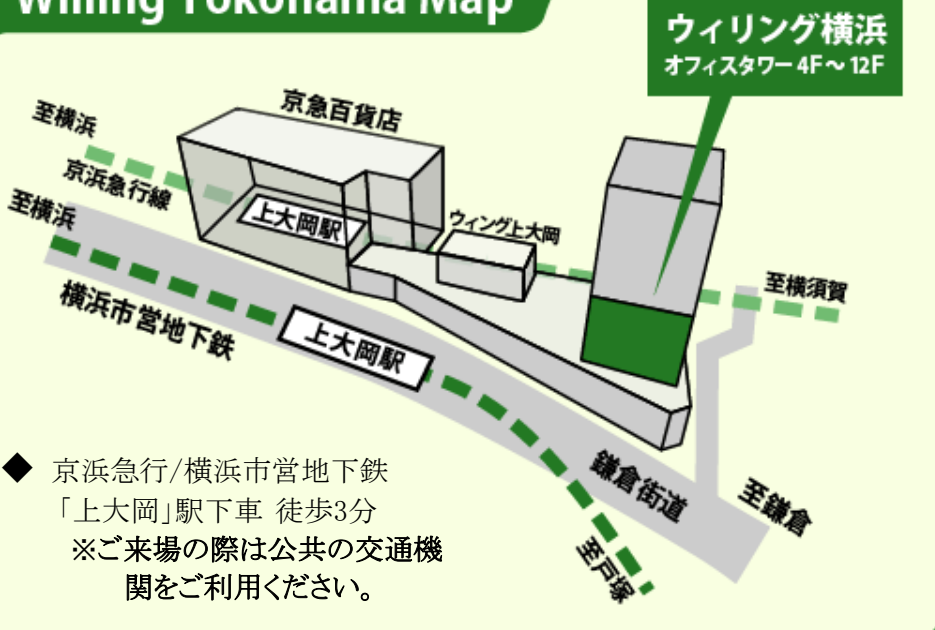 Willing Yokohama Map
ウィリング横浜
オフィスタワー 4F〜12F
京急百貨店
至横浜
京浜急行線
上大岡駅
ウィング上大岡
至横浜
至横須賀
横浜市営地下鉄
上大岡駅
鎌倉街道
至鎌倉
至戸塚
◆ 京浜急行/横浜市営地下鉄
「上大岡」駅下車 徒歩3分
※ご来場の際は公共の交通機
関をご利用ください。